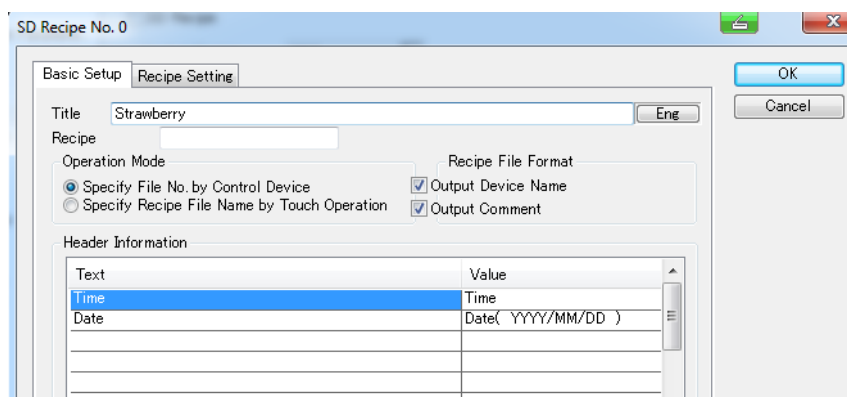 SD Recipe No. 0
Basic Setup Recipe Setting
OK
Title Strawberry Eng
Cancel
Recipe
Operation Mode Recipe File Format
Specify File No. by Control Device Output Device Name
Specify Recipe File Name by Touch Operation Output Comment
Header Information
Text Value
Time Time
Date Date( YYYY/MM/DD )